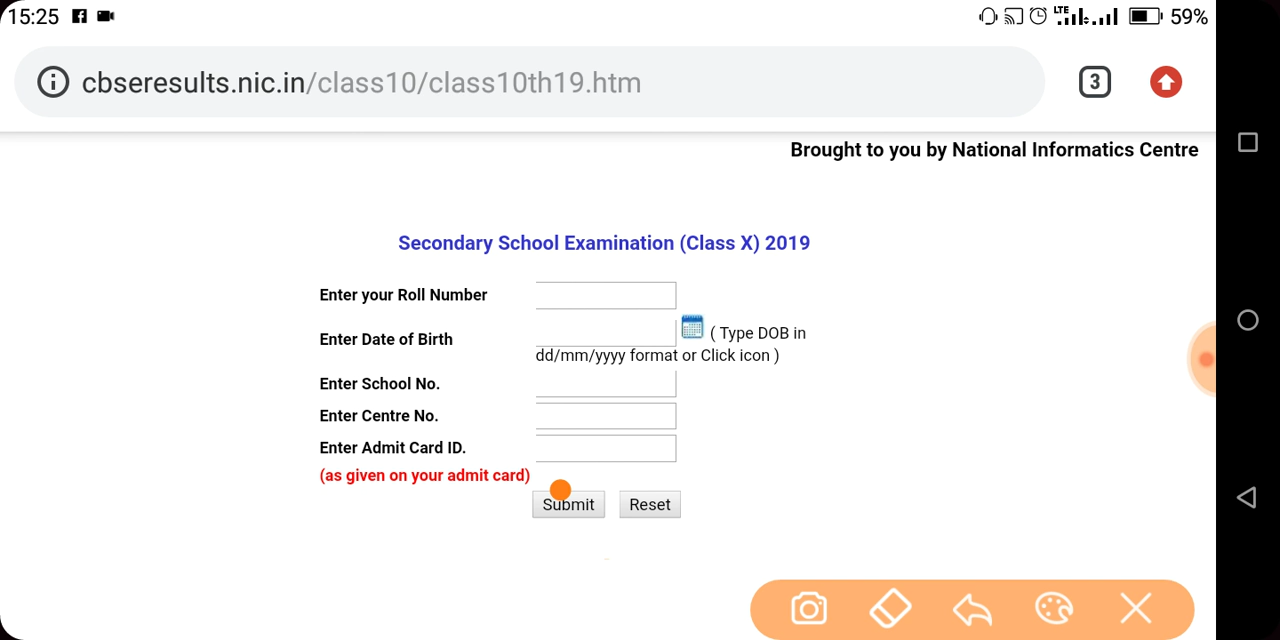 15:25 LTE 59%
cbseresults.nic.in/class10/class10th19.htm 3
Brought to you by National Informatics Centre
Secondary School Examination (Class X) 2019
Enter your Roll Number
Enter Date of Birth ( Type DOB in
dd/mm/yyyy format or Click icon )
Enter School No.
Enter Centre No.
Enter Admit Card ID.
(as given on your admit card)
Submit Reset